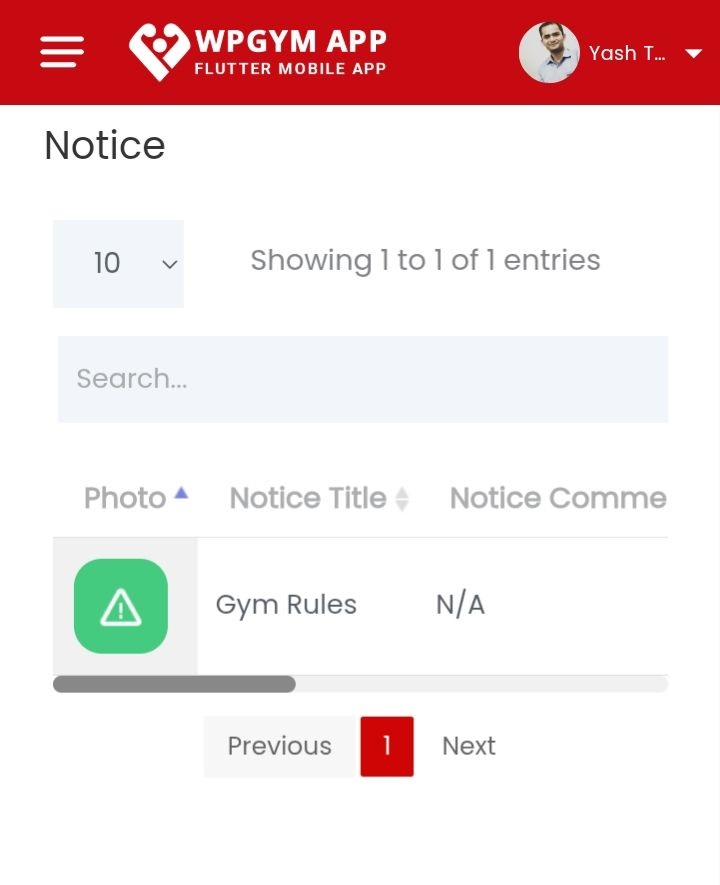 WPGYM APP
FLUTTER MOBILE APP
Yash T...
Notice
10
Showing 1 to 1 of 1 entries
Search...
Photo Notice Title Notice Comme
Gym Rules N/A
Previous 1 Next